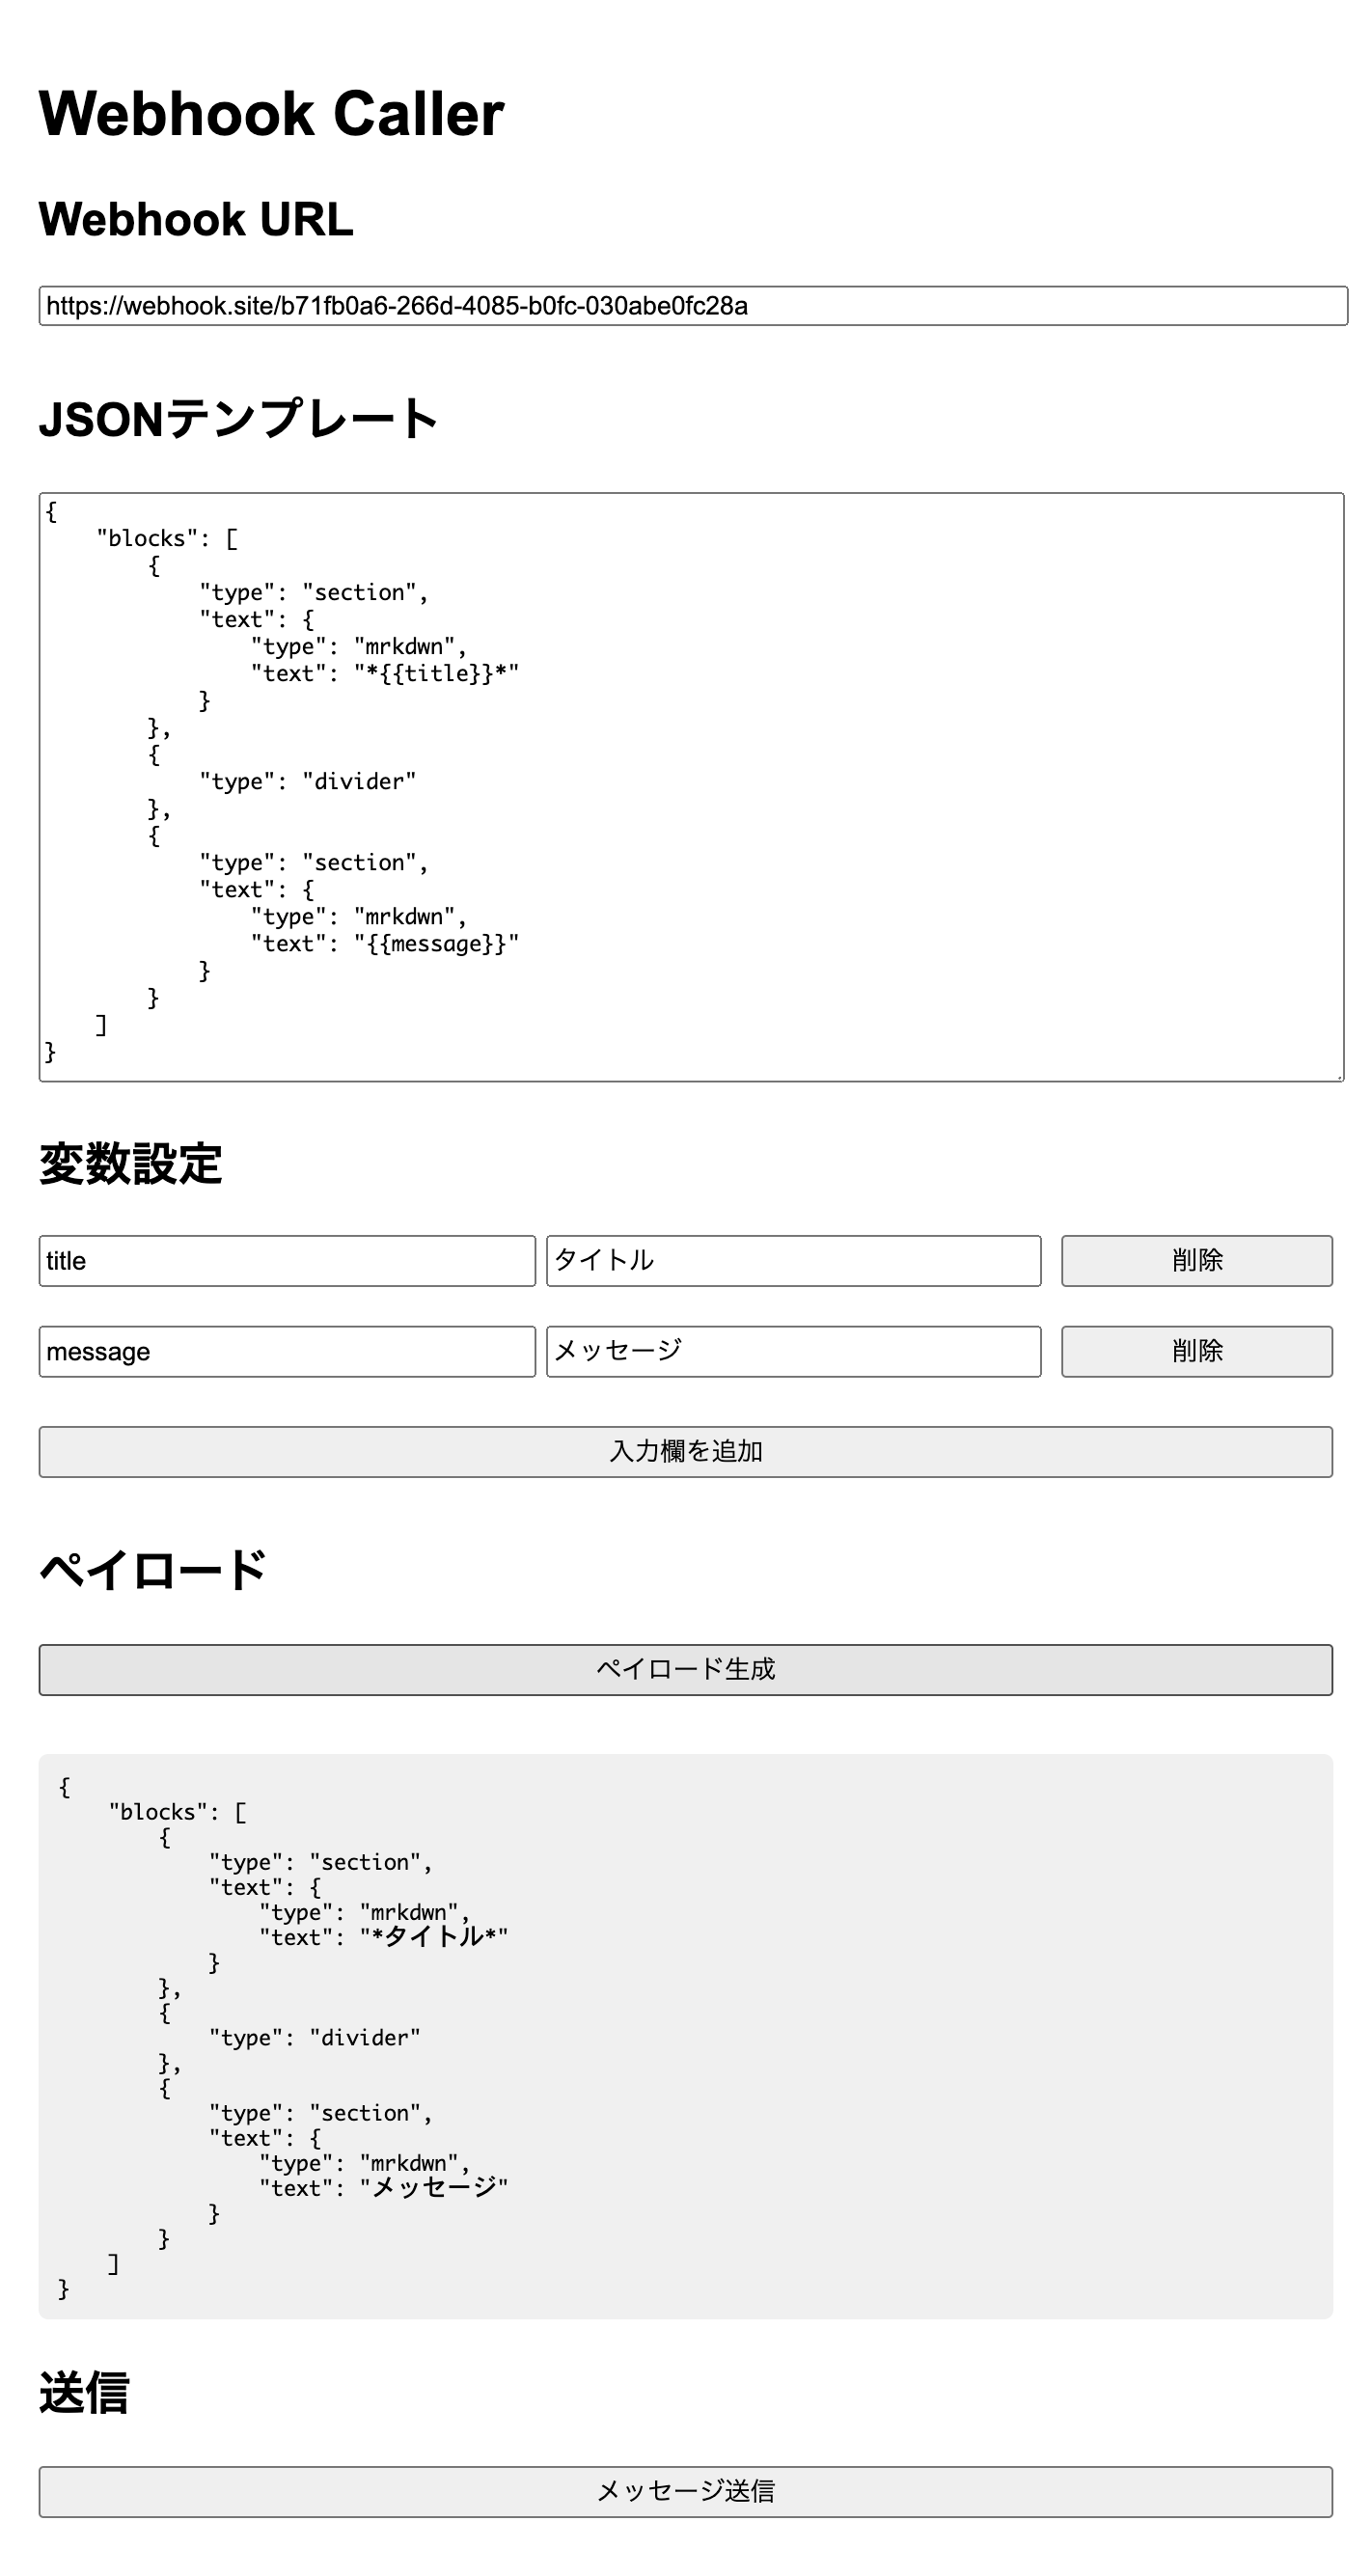 Webhook Caller
Webhook URL
https://webhook.site/b71fb0a6-266d-4085-b0fc-030abe0fc28a
JSONテンプレート
{
    "blocks": [
        {
            "type": "section",
            "text": {
                "type": "mrkdwn",
                "text": "*{{title}}*"
            }
        },
        {
            "type": "divider"
        },
        {
            "type": "section",
            "text": {
                "type": "mrkdwn",
                "text": "{{message}}"
            }
        }
    ]
}
変数設定
title タイトル 削除
message メッセージ 削除
入力欄を追加
ペイロード
ペイロード生成
{
    "blocks": [
        {
            "type": "section",
            "text": {
                "type": "mrkdwn",
                "text": "*タイトル*"
            }
        },
        {
            "type": "divider"
        },
        {
            "type": "section",
            "text": {
                "type": "mrkdwn",
                "text": "メッセージ"
            }
        }
    ]
}
送信
メッセージ送信